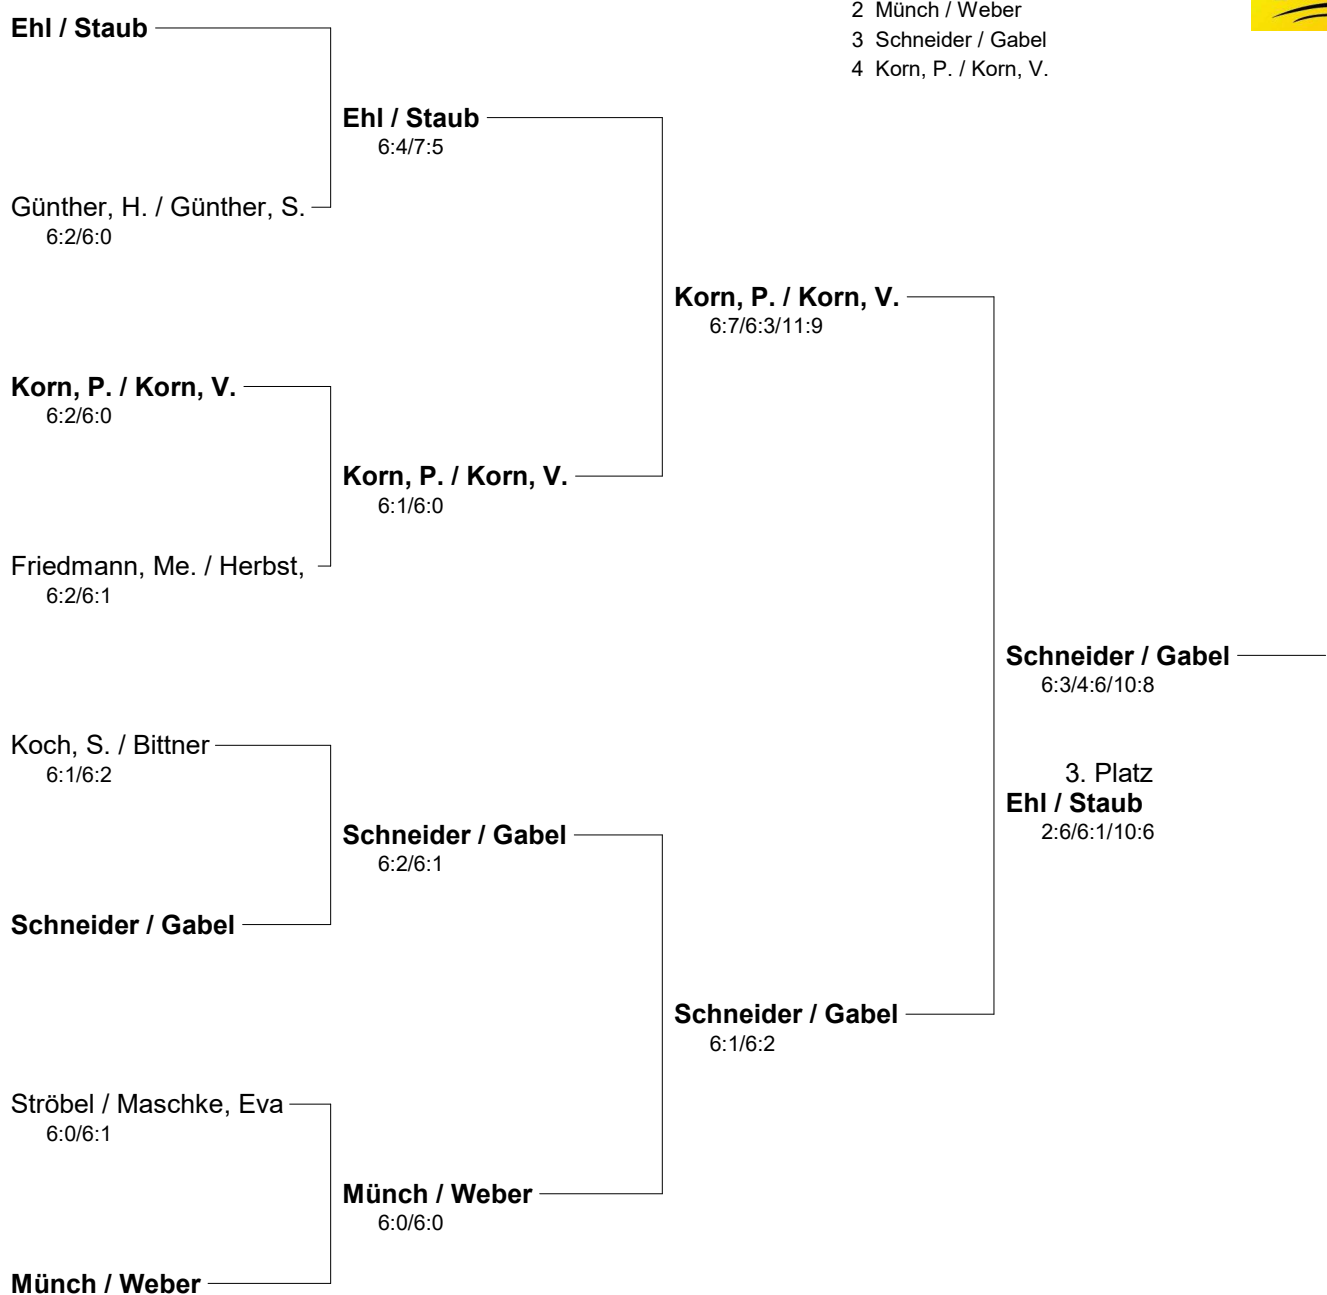 2 Münch / Weber
3 Schneider / Gabel
4 Korn, P. / Korn, V.
Ehl / Staub
Ehl / Staub
6:4/7:5
Günther, H. / Günther, S.
6:2/6:0
Korn, P. / Korn, V.
6:7/6:3/11:9
Korn, P. / Korn, V.
6:2/6:0
Korn, P. / Korn, V.
6:1/6:0
Friedmann, Me. / Herbst,
6:2/6:1
Schneider / Gabel
6:3/4:6/10:8
Koch, S. / Bittner
6:1/6:2
3. Platz
Ehl / Staub
2:6/6:1/10:6
Schneider / Gabel
6:2/6:1
Schneider / Gabel
Schneider / Gabel
6:1/6:2
Ströbel / Maschke, Eva
6:0/6:1
Münch / Weber
6:0/6:0
Münch / Weber